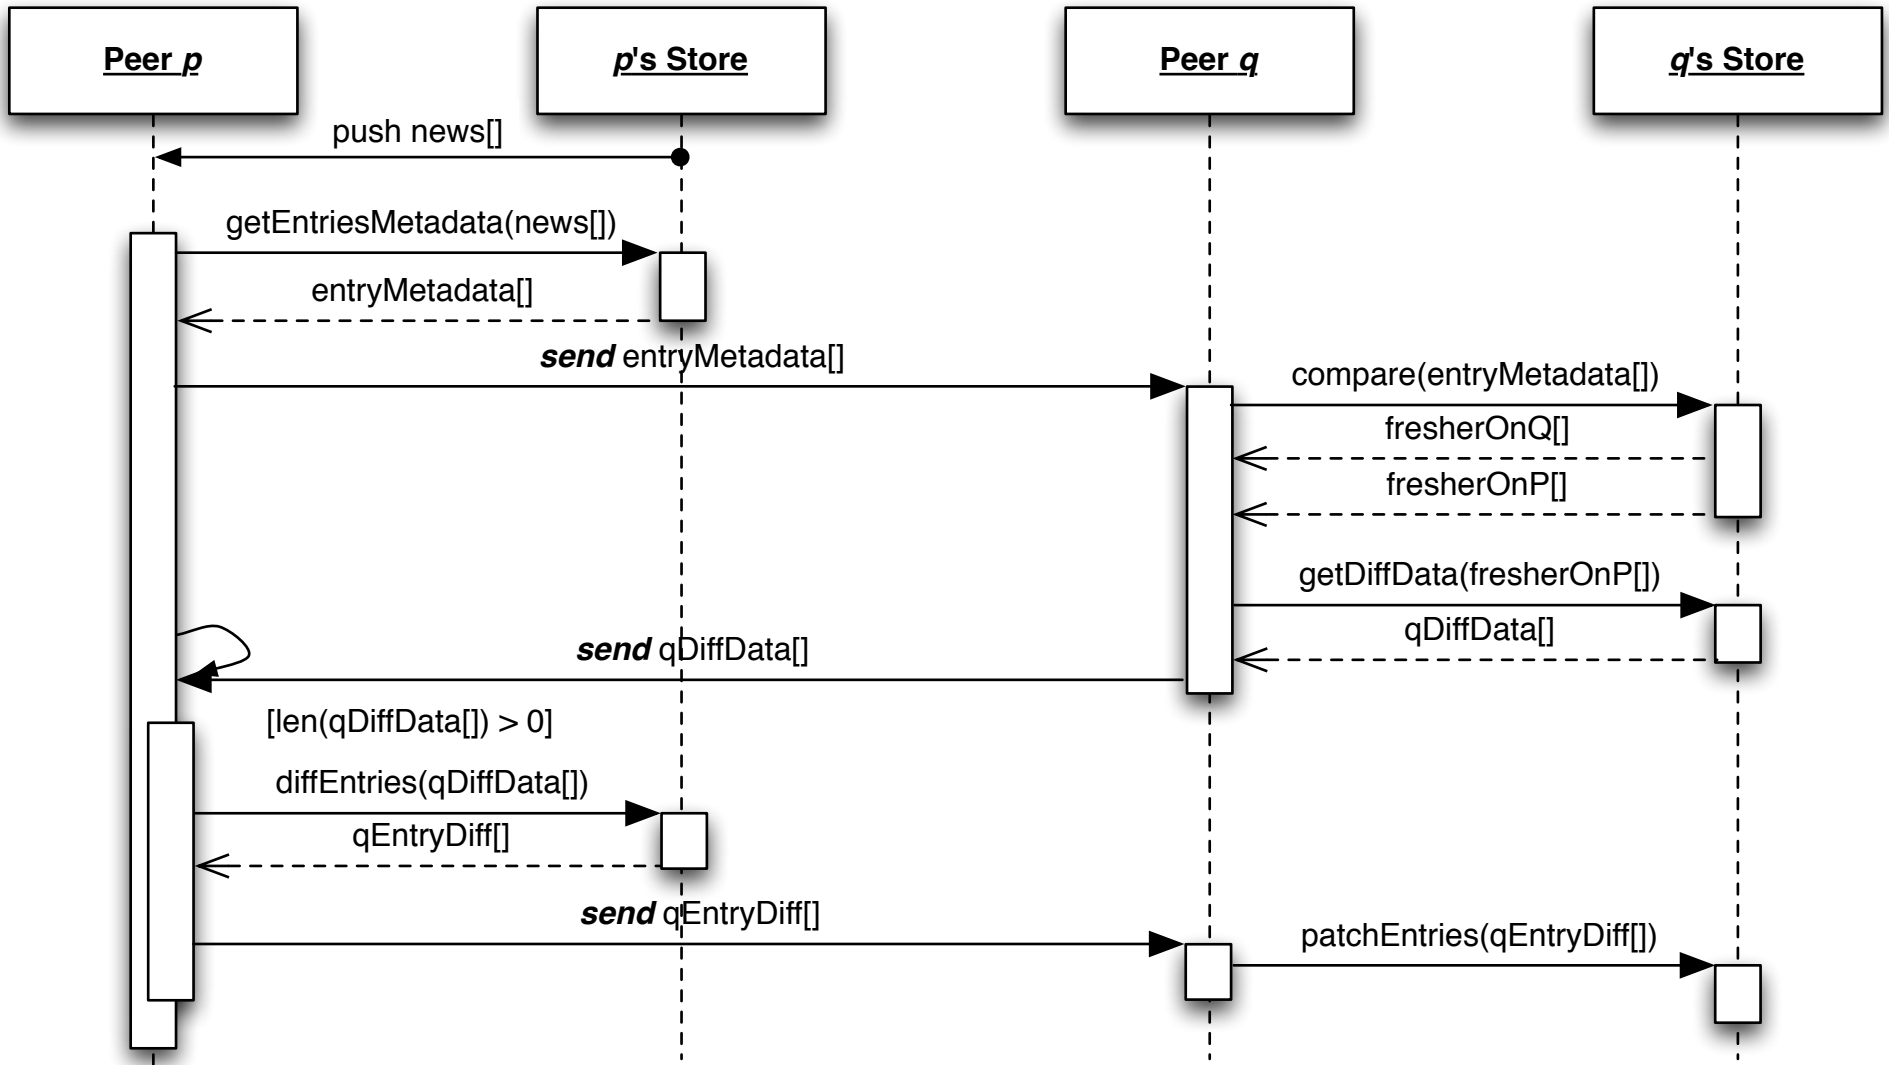 Peer p
p's Store
Peer q
q's Store
push news[]
getEntriesMetadata(news[])
entryMetadata[]
send entryMetadata[]
compare(entryMetadata[])
fresherOnQ[]
fresherOnP[]
getDiffData(fresherOnP[])
qDiffData[]
send qDiffData[]
[len(qDiffData[]) > 0]
diffEntries(qDiffData[])
qEntryDiff[]
send qEntryDiff[]
patchEntries(qEntryDiff[])